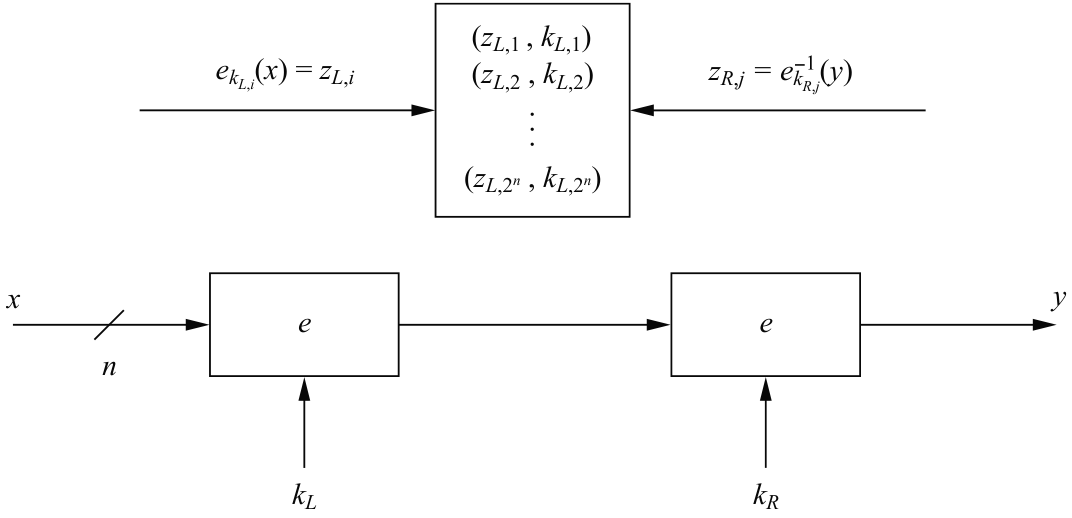 (z_{L,1} , k_{L,1})
e_{k_{L,i}}(x) = z_{L,i}
(z_{L,2} , k_{L,2})
z_{R,j} = e^{-1}_{k_{R,j}}(y)
⋮
(z_{L,2^n} , k_{L,2^n})
x
n
e
e
y
k_L
k_R